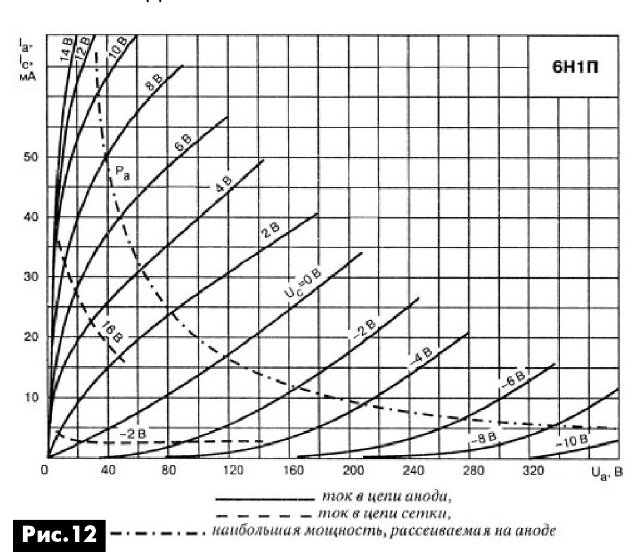 Iа,
Iс,
мА
14 В
12 В
10 В
8 В
6 В
4 В
2 В
Uс=0 В
-2 В
-4 В
-6 В
-8 В
-10 В
6Н1П
Pа
16 В
-2 В
50
40
30
20
10
0 40 80 120 160 200 240 280 320 Uа, В
ток в цепи анода,
ток в цепи сетки,
наибольшая мощность, рассеиваемая на аноде
Рис.12